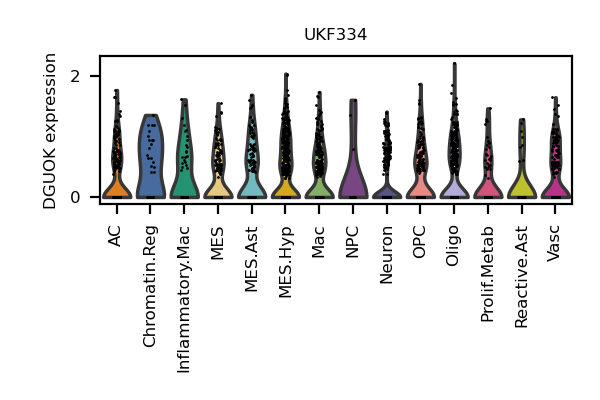 UKF334
DGUOK expression
2
0
AC
Chromatin.Reg
Inflammatory.Mac
MES
MES.Ast
MES.Hyp
Mac
NPC
Neuron
OPC
Oligo
Prolif.Metab
Reactive.Ast
Vasc